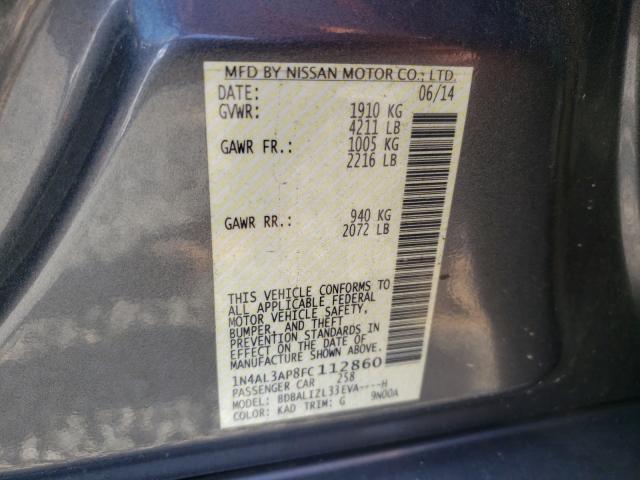 MFD BY NISSAN MOTOR CO., LTD.
DATE: 06/14
GVWR: 1910 KG
4211 LB
GAWR FR.: 1005 KG
2216 LB
GAWR RR.: 940 KG
2072 LB
THIS VEHICLE CONFORMS TO
ALL APPLICABLE FEDERAL
MOTOR VEHICLE SAFETY,
BUMPER, AND THEFT
PREVENTION STANDARDS IN
EFFECT ON THE DATE OF
MANUFACTURE SHOWN ABOVE.
1N4AL3AP8FC112860
PASSENGER CAR 258
MODEL: BDBALIZL33EVA----H
COLOR: KAD TRIM: G 9N00A